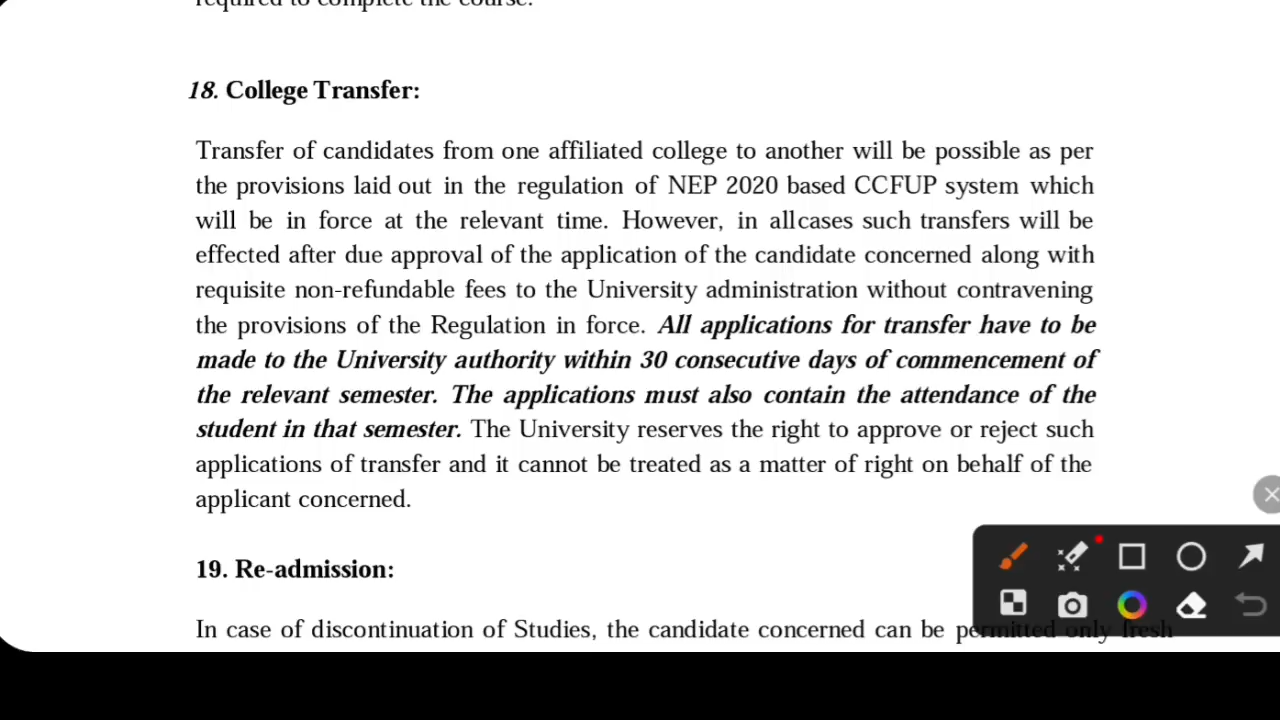 required to complete the course.
18. College Transfer:
Transfer of candidates from one affiliated college to another will be possible as per
the provisions laid out in the regulation of NEP 2020 based CCFUP system which
will be in force at the relevant time. However, in allcases such transfers will be
effected after due approval of the application of the candidate concerned along with
requisite non-refundable fees to the University administration without contravening
the provisions of the Regulation in force. All applications for transfer have to be
made to the University authority within 30 consecutive days of commencement of
the relevant semester. The applications must also contain the attendance of the
student in that semester. The University reserves the right to approve or reject such
applications of transfer and it cannot be treated as a matter of right on behalf of the
applicant concerned.
19. Re-admission:
In case of discontinuation of Studies, the candidate concerned can be permitted only fresh